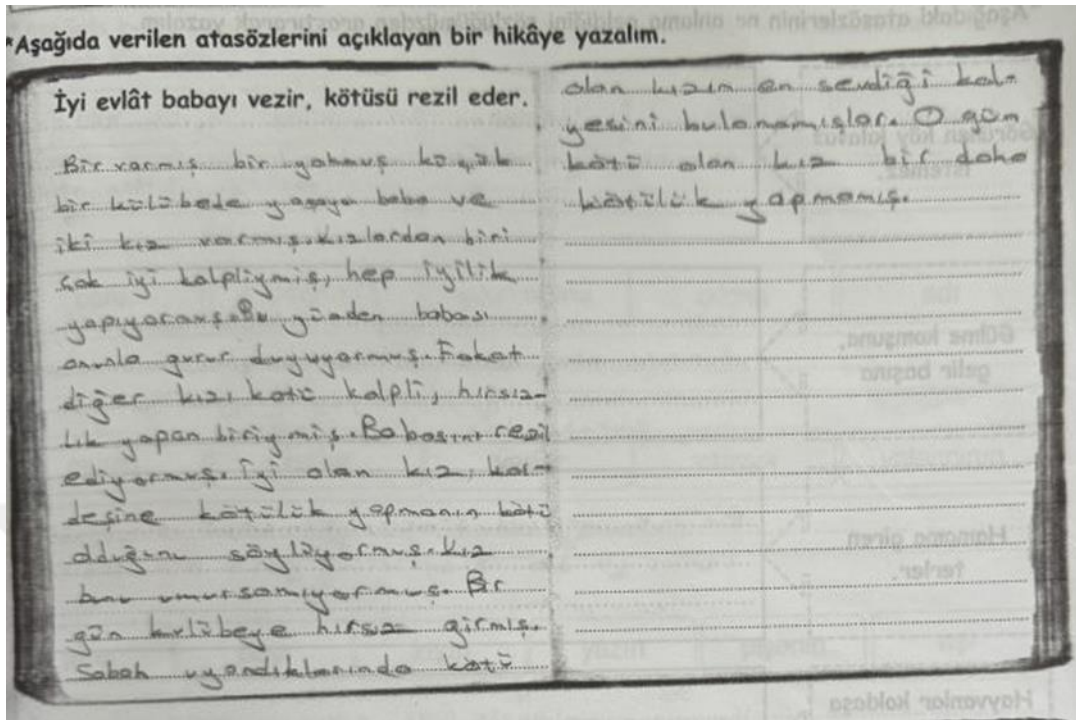 *Aşağıda verilen atasözlerini açıklayan bir hikâye yazalım.
İyi evlât babayı vezir, kötüsü rezil eder.
Bir varmış bir yokmuş küçük
bir kulübede yaşayan baba ve
iki kız varmış. Kızlardan biri
çok iyi kalpliymiş, hep iyilik
yapıyormuş. Bu yüzden babası
onunla gurur duyuyormuş. Fakat
diğer kızı kötü kalpli, hırsız-
lık yapan biriymiş. Babasını rezil
ediyormuş. İyi olan kız, kar-
deşine kötülük yapmanın kötü
olduğunu söylüyormuş. Kız
bunu umursamıyormuş. Bir
gün kulübeye hırsız girmiş.
Sabah uyandıklarında kötü
olan kızın en sevdiği kol-
yesini bulamamışlar. O gün
kötü olan kız bir daha
kötülük yapmamış.